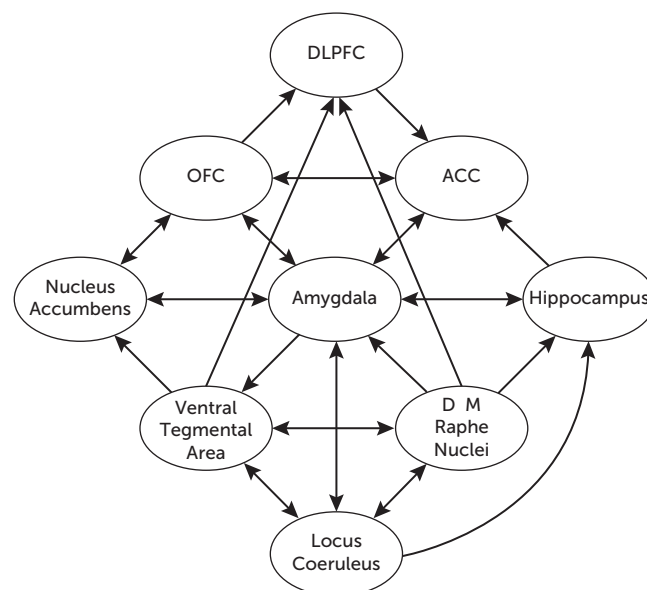 DLPFC
OFC
ACC
Nucleus
Accumbens
Amygdala
Hippocampus
Ventral
Tegmental
Area
D M
Raphe
Nuclei
Locus
Coeruleus